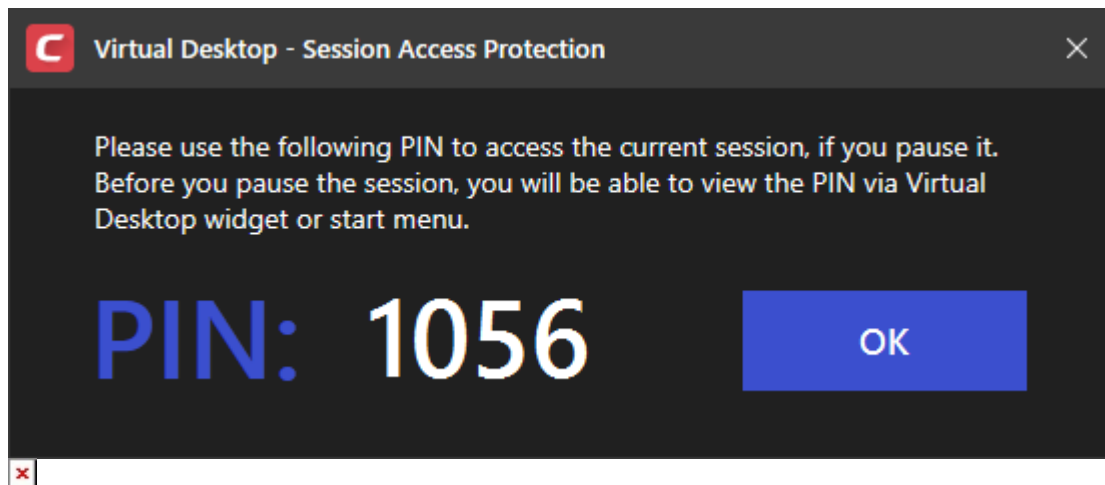 Virtual Desktop - Session Access Protection
Please use the following PIN to access the current session, if you pause it.
Before you pause the session, you will be able to view the PIN via Virtual
Desktop widget or start menu.
PIN: 1056
OK